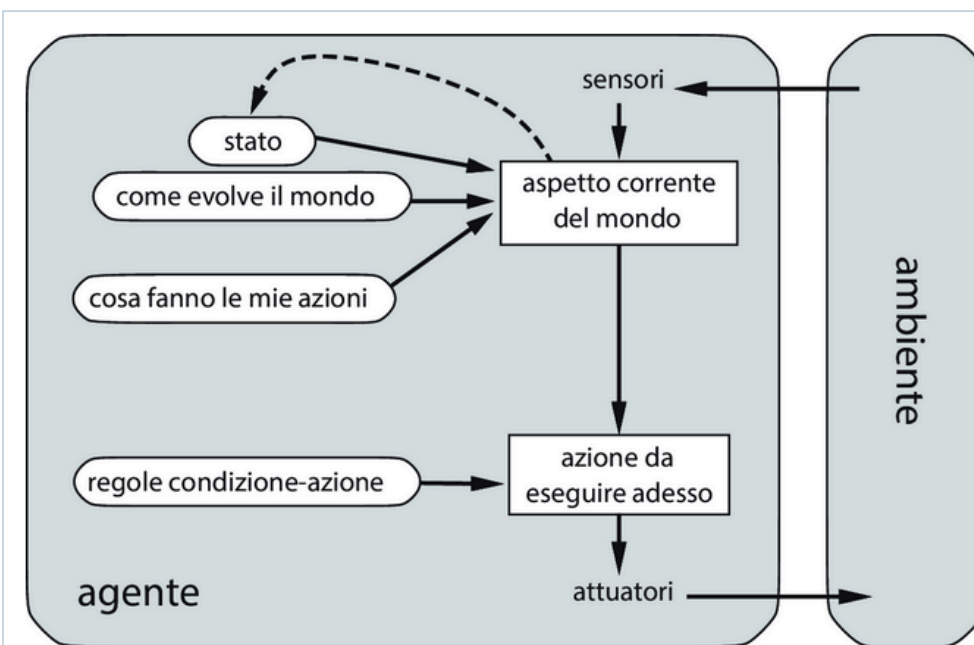 sensori
stato
aspetto corrente
del mondo
come evolve il mondo
cosa fanno le mie azioni
ambiente
azione da
eseguire adesso
regole condizione-azione
attuatori
agente